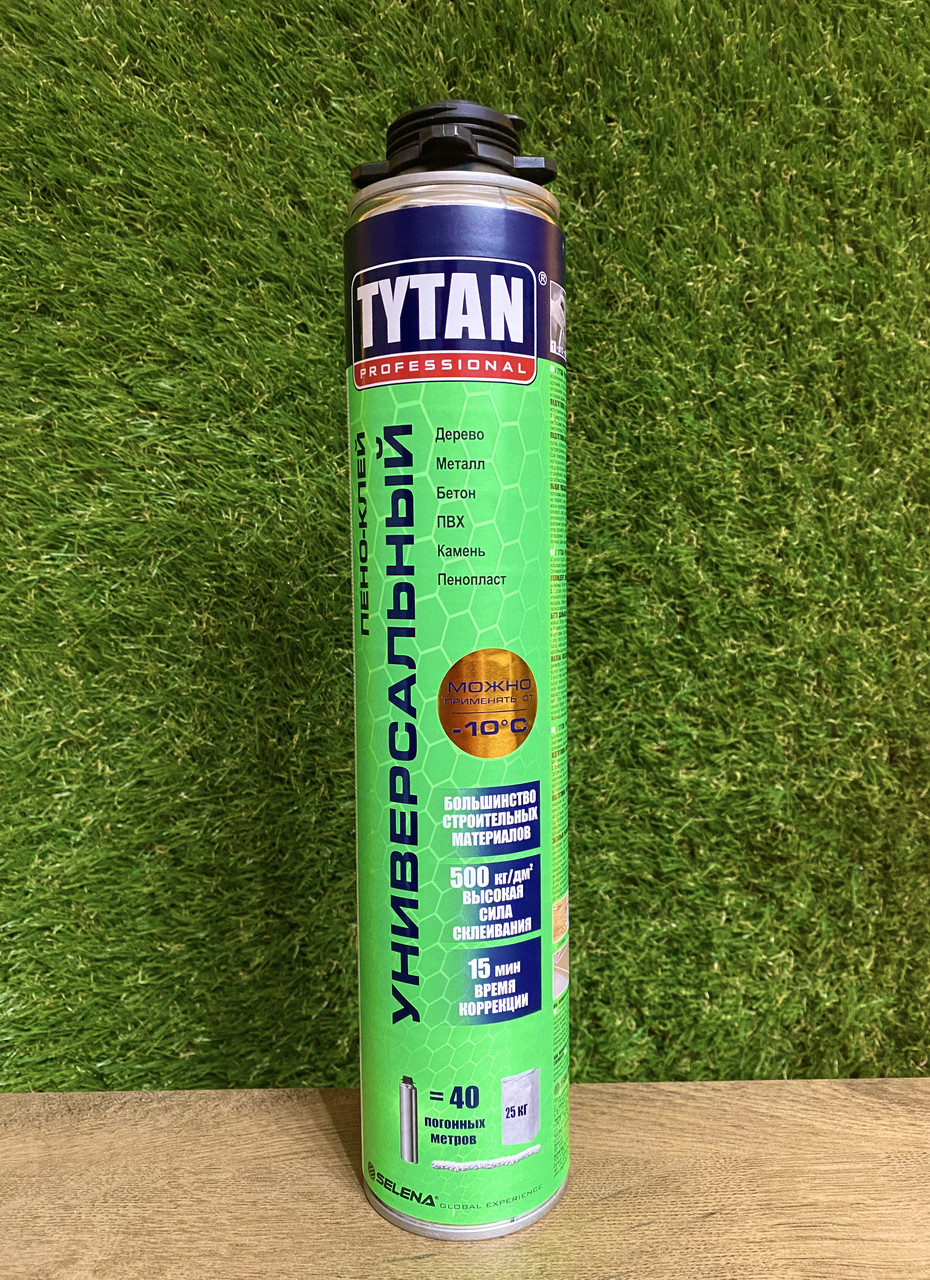 TYTAN®
PROFESSIONAL
ПЕНО-КЛЕЙ
УНИВЕРСАЛЬНЫЙ
Дерево
Металл
Бетон
ПВХ
Камень
Пенопласт
МОЖНО
ПРИМЕНЯТЬ ОТ
-10°C
БОЛЬШИНСТВО
СТРОИТЕЛЬНЫХ
МАТЕРИАЛОВ
500 кг/дм²
ВЫСОКАЯ
СИЛА
СКЛЕИВАНИЯ
15 мин
ВРЕМЯ
КОРРЕКЦИИ
= 40
погонных
метров
25 КГ
SELENA® GLOBAL EXPERIENCE